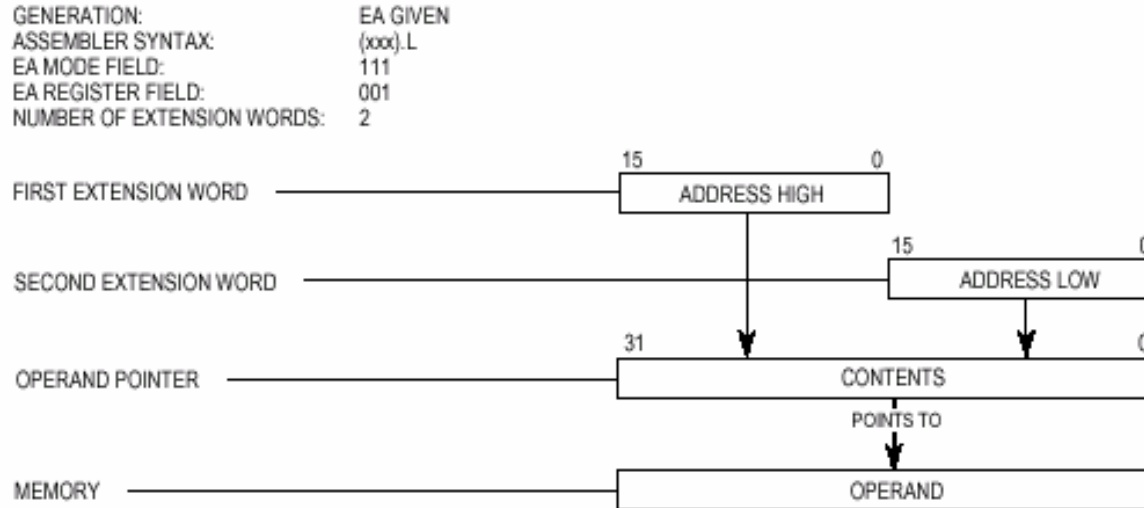 GENERATION: EA GIVEN
ASSEMBLER SYNTAX: (xxx).L
EA MODE FIELD: 111
EA REGISTER FIELD: 001
NUMBER OF EXTENSION WORDS: 2
15 0
FIRST EXTENSION WORD ADDRESS HIGH
15 0
SECOND EXTENSION WORD ADDRESS LOW
31 0
OPERAND POINTER CONTENTS
POINTS TO
MEMORY OPERAND